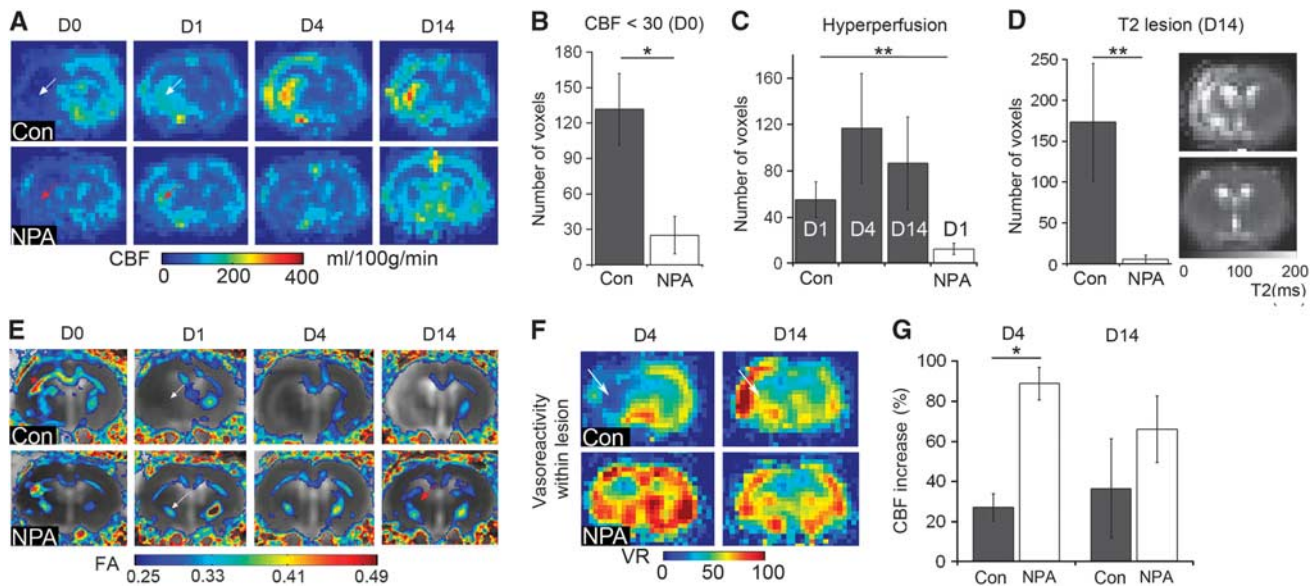 A
D0 D1 D4 D14
Con
NPA
CBF 0 200 400 ml/100g/min
B
CBF < 30 (D0)
Number of voxels
180
150
120
90
60
30
0
*
Con NPA
C
Hyperperfusion
Number of voxels
160
120
80
40
0
**
D1 D4 D14 D1
Con NPA
D
T2 lesion (D14)
Number of voxels
250
200
150
100
50
0
**
Con NPA
0 100 200
T2(ms)
E
D0 D1 D4 D14
Con
NPA
FA
0.25 0.33 0.41 0.49
F
D4 D14
Vasoreactivity
within lesion
Con
NPA
VR 0 50 100
G
D4 D14
CBF increase (%)
100
80
60
40
20
0
*
Con NPA Con NPA